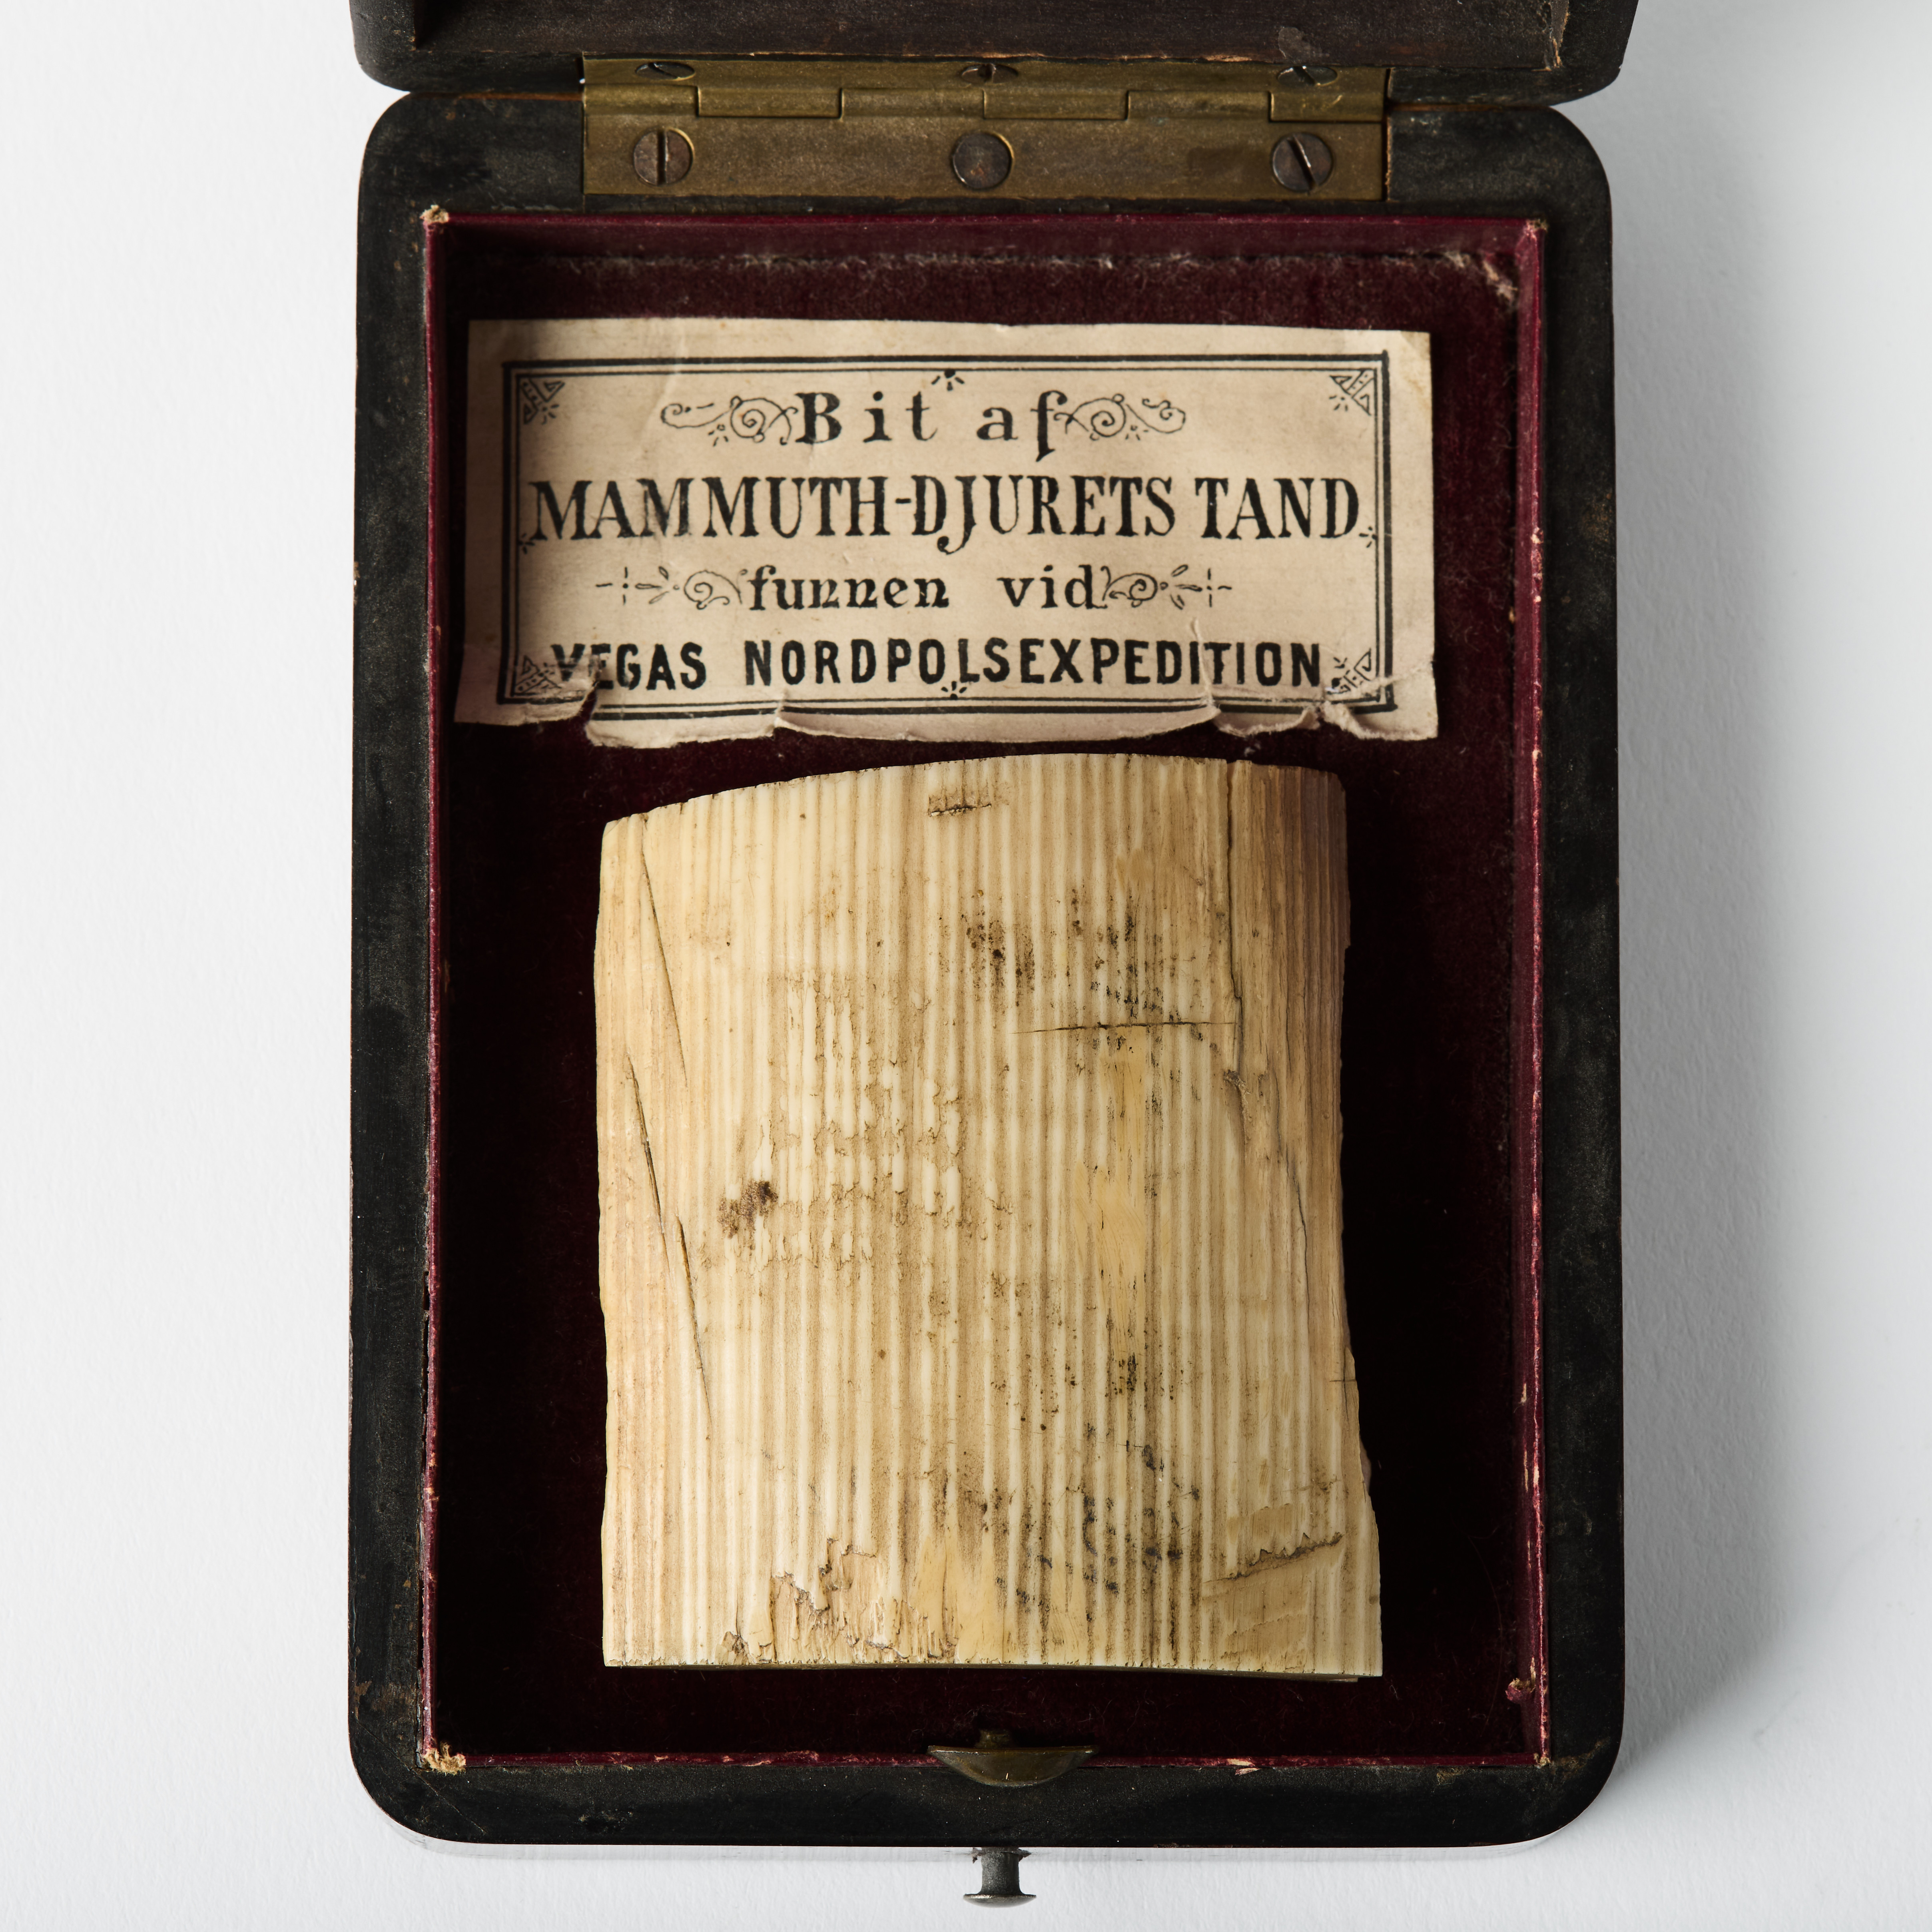 Bit af
MAMMUTH-DJURETS TAND
funnen vid
VEGAS NORDPOLSEXPEDITION